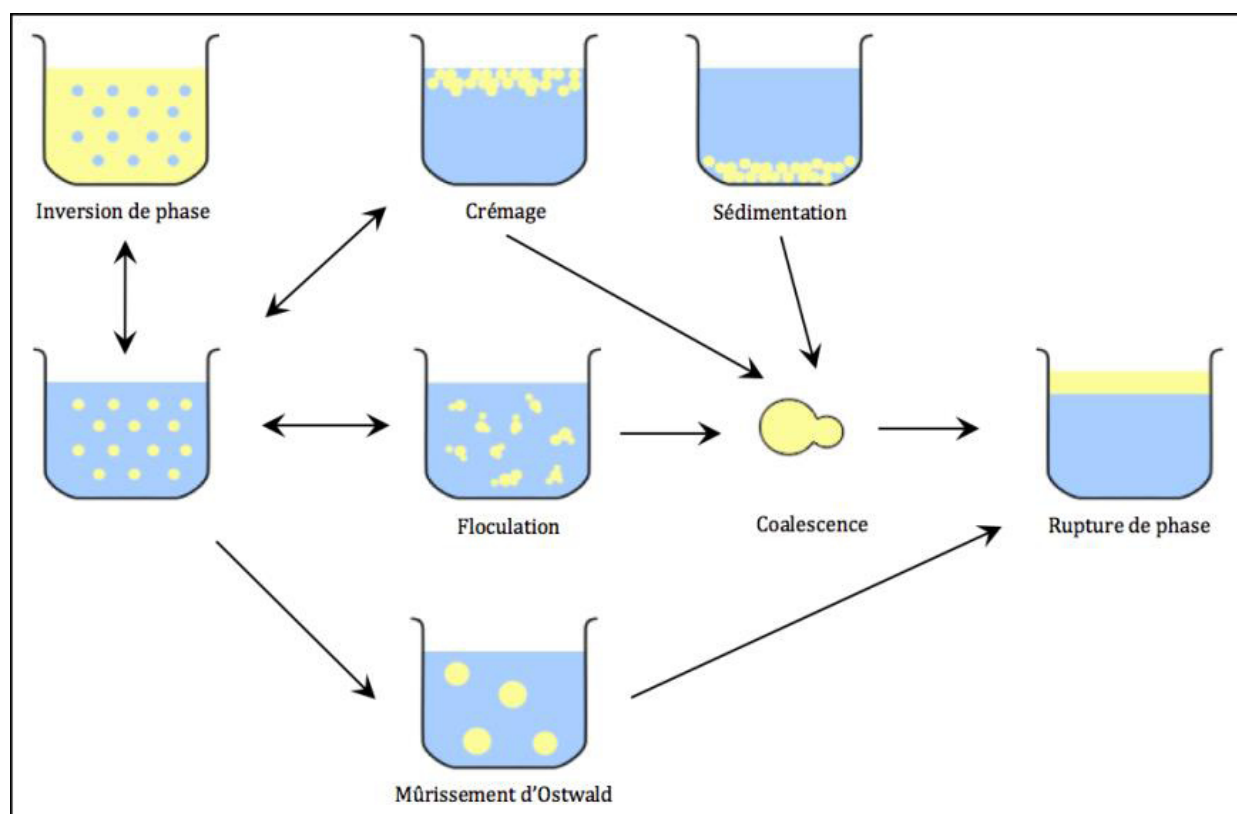 Inversion de phase
Crémage
Sédimentation
Floculation
Coalescence
Rupture de phase
Mûrissement d'Ostwald